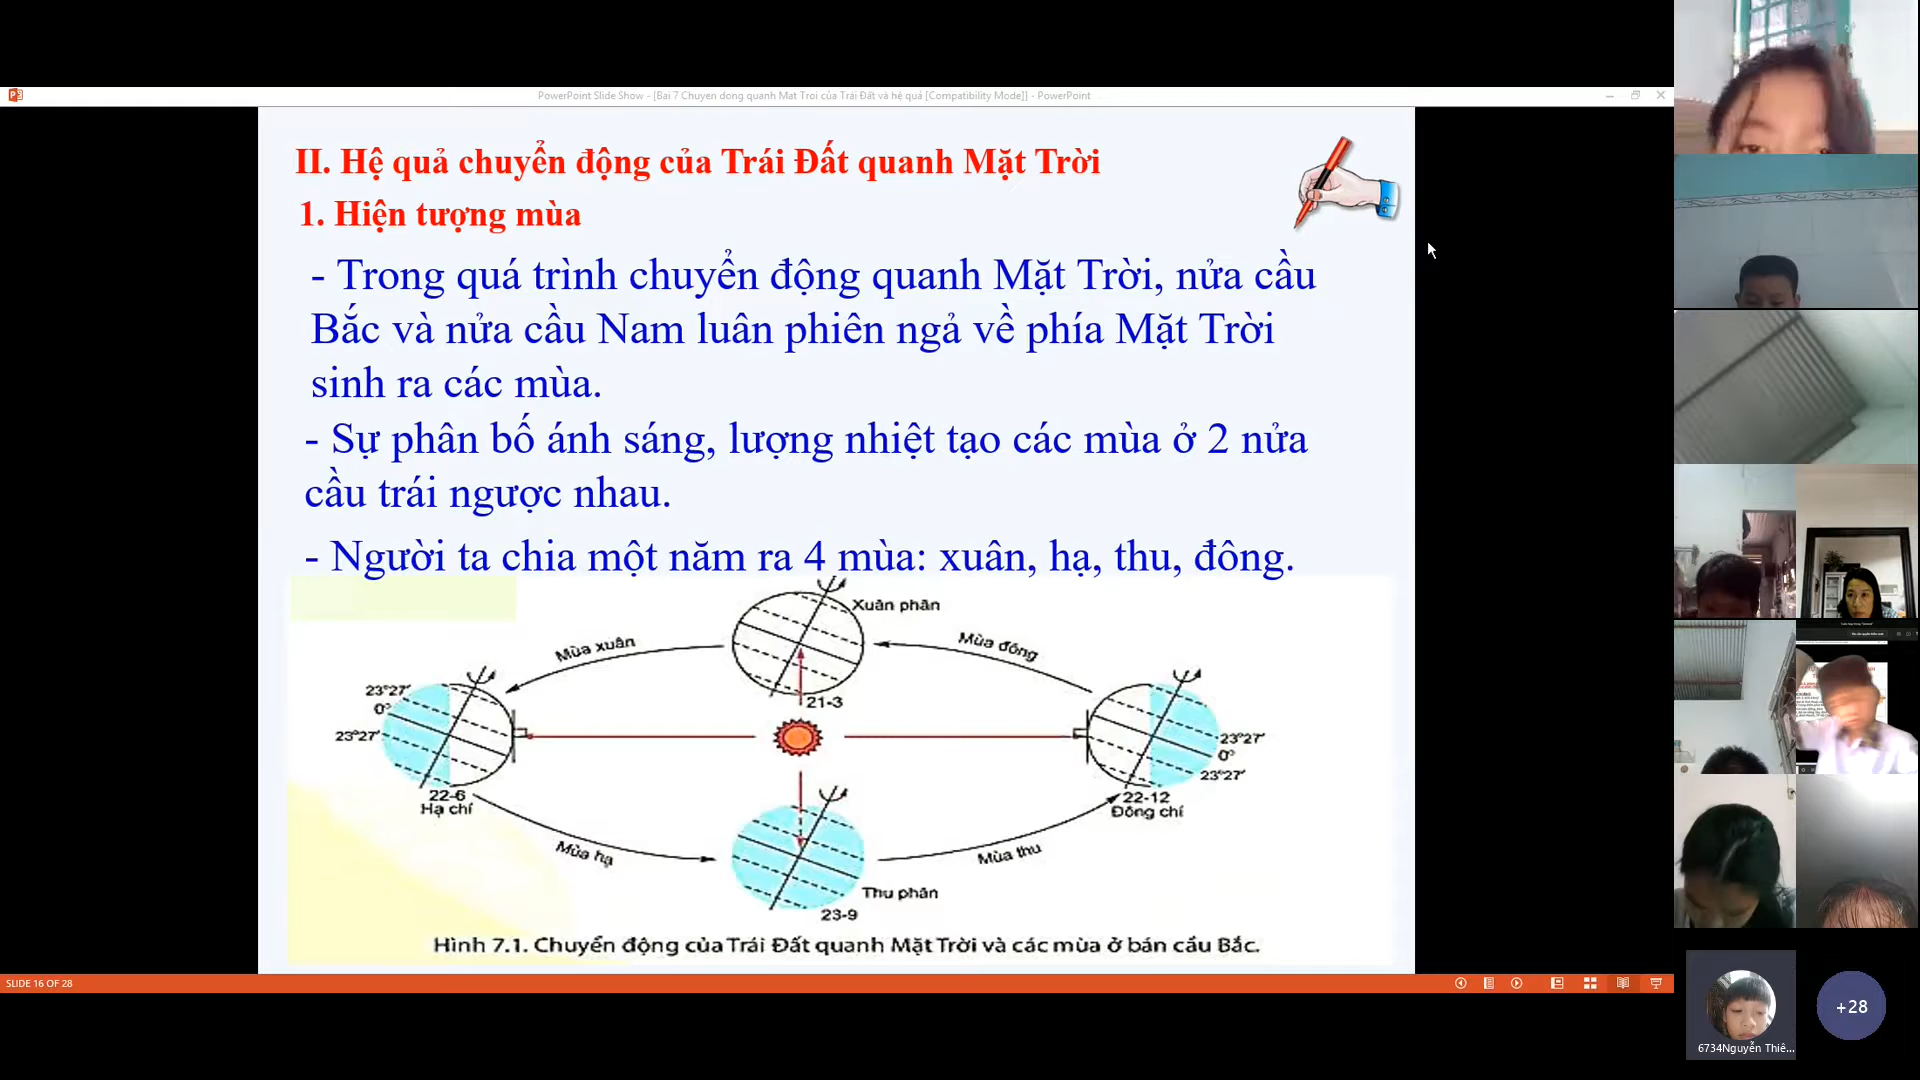 PowerPoint Slide Show - [Bai 7 Chuyen dong quanh Mat Troi của Trái Đất và hệ quả [Compatibility Mode]] - PowerPoint
II. Hệ quả chuyển động của Trái Đất quanh Mặt Trời
1. Hiện tượng mùa
- Trong quá trình chuyển động quanh Mặt Trời, nửa cầu
Bắc và nửa cầu Nam luân phiên ngả về phía Mặt Trời
sinh ra các mùa.
- Sự phân bố ánh sáng, lượng nhiệt tạo các mùa ở 2 nửa
cầu trái ngược nhau.
- Người ta chia một năm ra 4 mùa: xuân, hạ, thu, đông.
Xuân phân
Mùa xuân
Mùa đông
23°27'
0°
23°27'
21-3
23°27'
0°
23°27'
22-6
Hạ chí
22-12
Đông chí
Mùa hạ
Mùa thu
Thu phân
23-9
Hình 7.1. Chuyển động của Trái Đất quanh Mặt Trời và các mùa ở bán cầu Bắc.
SLIDE 16 OF 28
+28
6734Nguyễn Thiê...